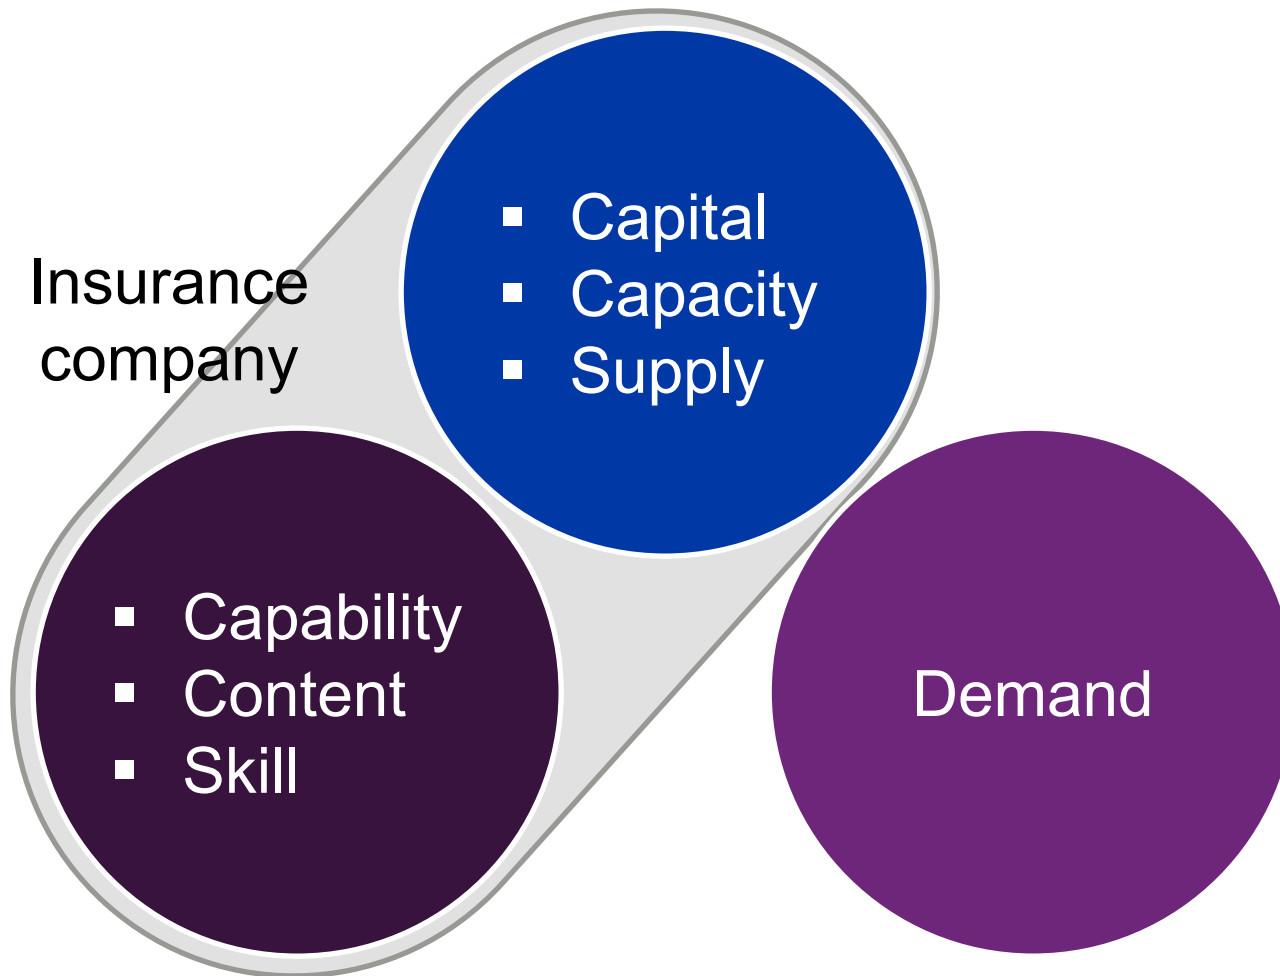 Insurance
company
▪ Capital
▪ Capacity
▪ Supply
▪ Capability
▪ Content
▪ Skill
Demand